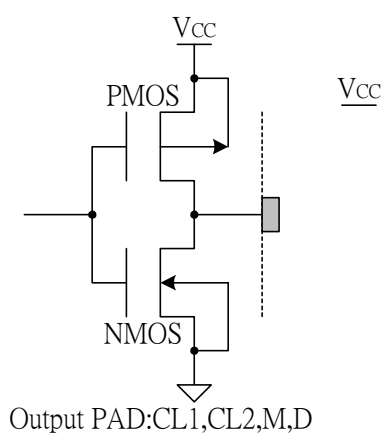 VCC
PMOS
VCC
NMOS
Output PAD:CL1,CL2,M,D